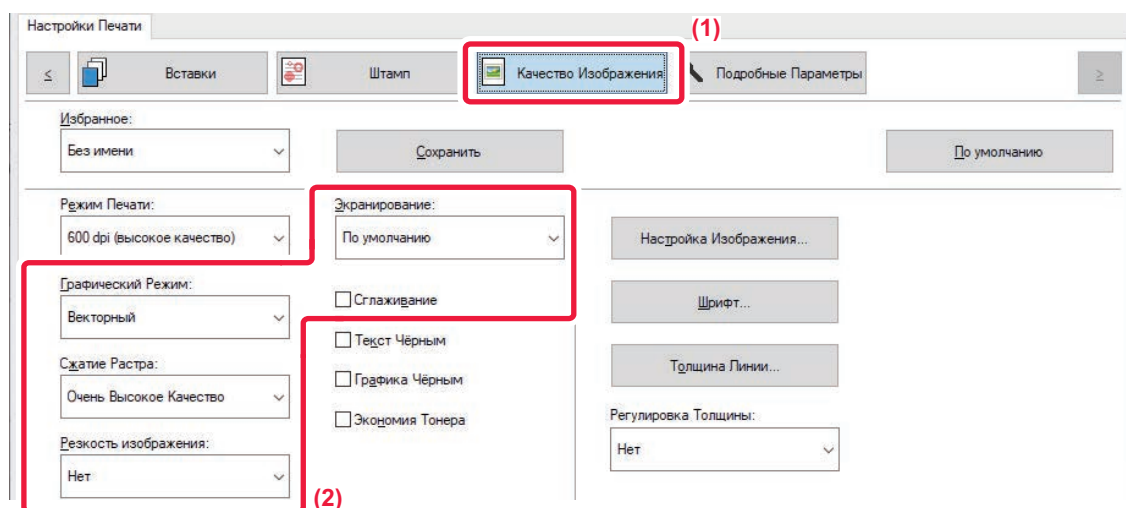 Настройки Печати
(1)
≤
Вставки
Штамп
Качество Изображения
Подробные Параметры
≥
Избранное:
Без имени
Сохранить
По умолчанию
Режим Печати:
600 dpi (высокое качество)
Экранирование:
По умолчанию
Настройка Изображения...
Графический Режим:
Векторный
Сглаживание
Шрифт...
Текст Чёрным
Сжатие Растра:
Очень Высокое Качество
Графика Чёрным
Толщина Линии...
Экономия Тонера
Регулировка Толщины:
Нет
Резкость изображения:
Нет
(2)